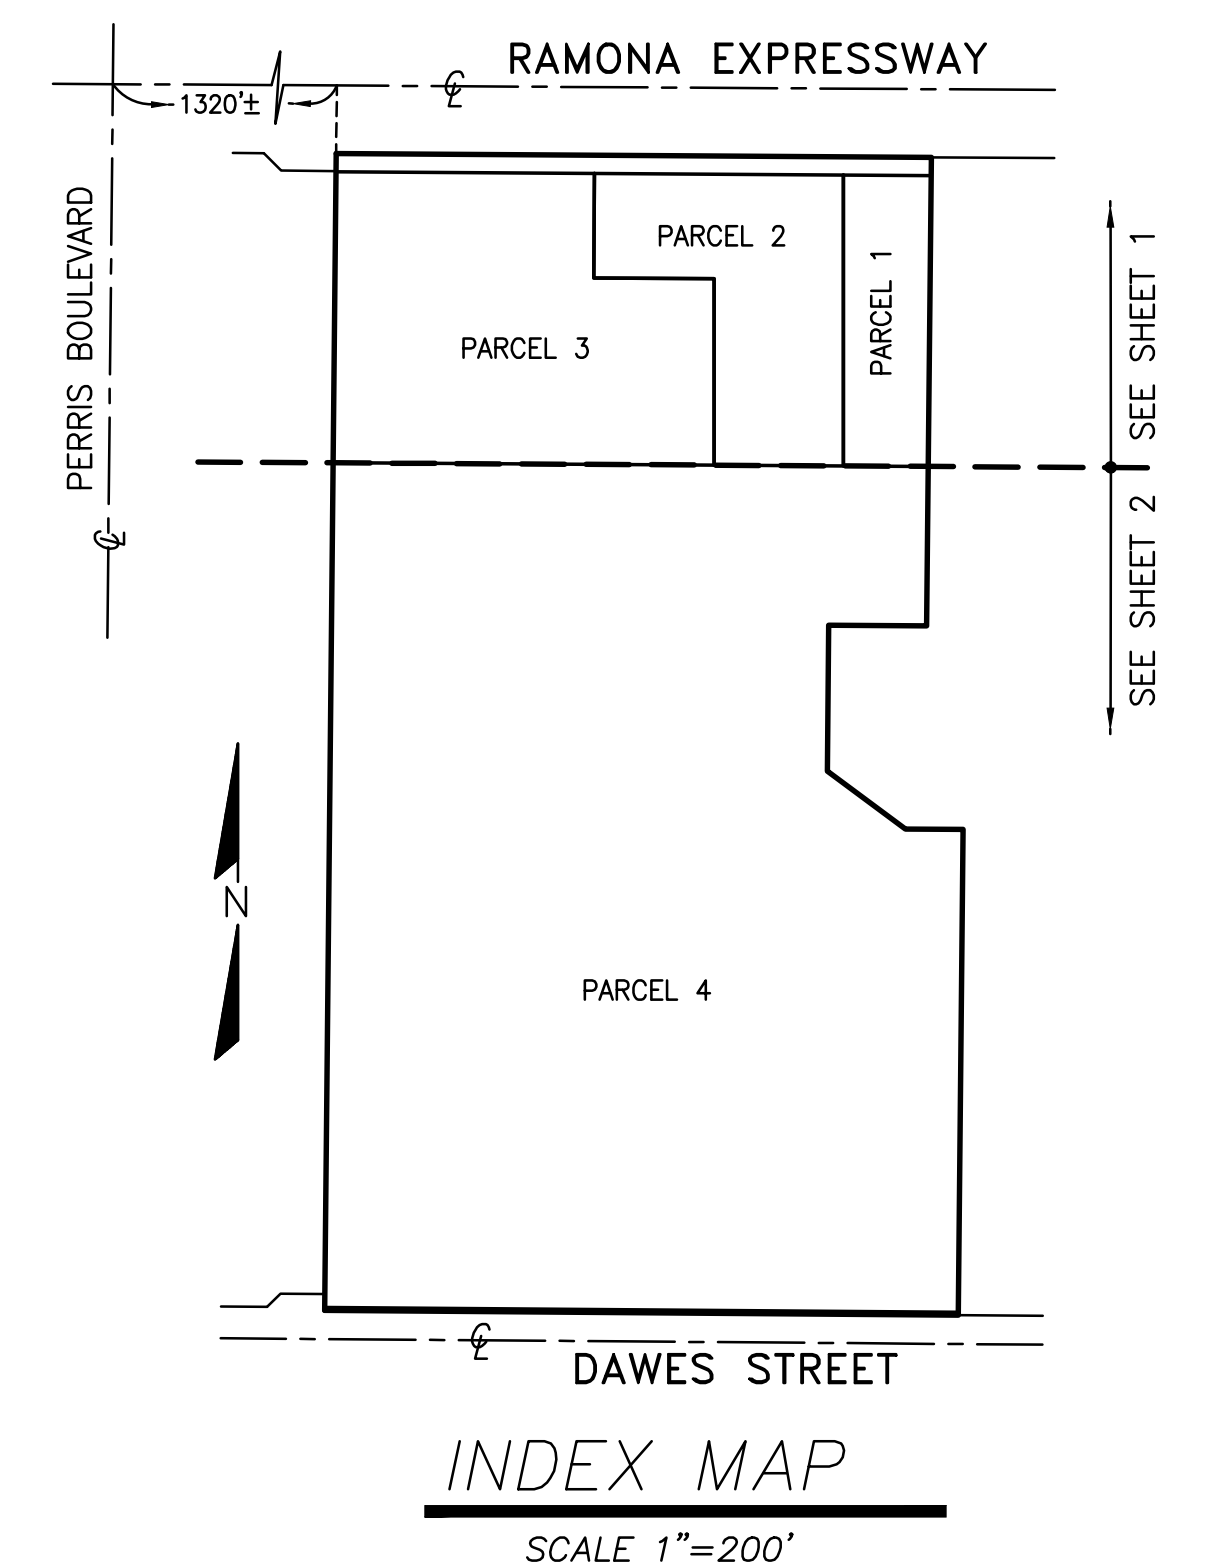 RAMONA EXPRESSWAY
℄
1320'±
PERRIS BOULEVARD
℄
PARCEL 2
PARCEL 1
PARCEL 3
SEE SHEET 1
SEE SHEET 2
N
PARCEL 4
℄
DAWES STREET
INDEX MAP
SCALE 1"=200'